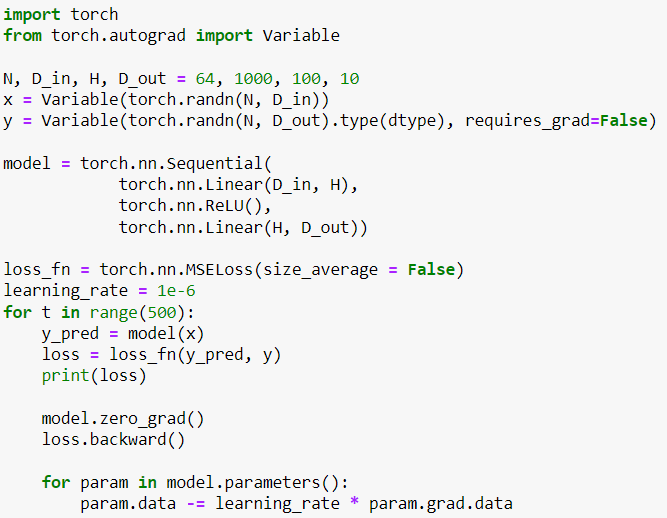 import torch
from torch.autograd import Variable

N, D_in, H, D_out = 64, 1000, 100, 10
x = Variable(torch.randn(N, D_in))
y = Variable(torch.randn(N, D_out).type(dtype), requires_grad=False)

model = torch.nn.Sequential(
            torch.nn.Linear(D_in, H),
            torch.nn.ReLU(),
            torch.nn.Linear(H, D_out))

loss_fn = torch.nn.MSELoss(size_average = False)
learning_rate = 1e-6
for t in range(500):
    y_pred = model(x)
    loss = loss_fn(y_pred, y)
    print(loss)

    model.zero_grad()
    loss.backward()

    for param in model.parameters():
        param.data -= learning_rate * param.grad.data